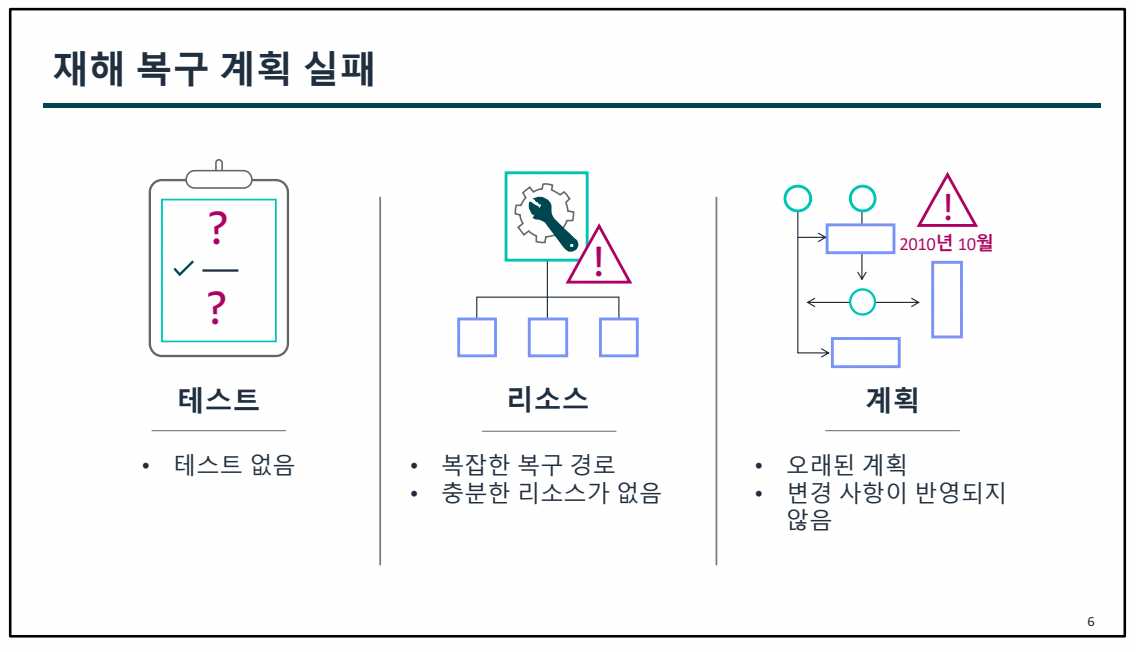 재해 복구 계획 실패
?
?
테스트
• 테스트 없음
!
리소스
• 복잡한 복구 경로
• 충분한 리소스가 없음
!
2010년 10월
계획
• 오래된 계획
• 변경 사항이 반영되지
않음
6